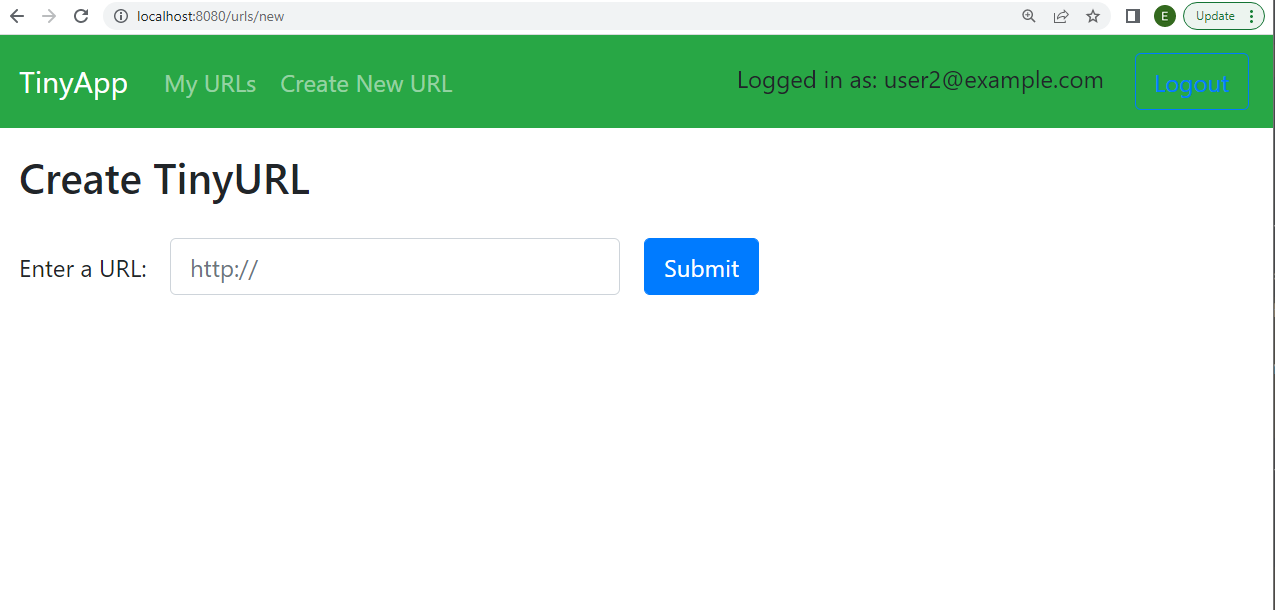 localhost:8080/urls/new
E
Update
TinyApp My URLs Create New URL Logged in as: user2@example.com Logout
Create TinyURL
Enter a URL: http:// Submit